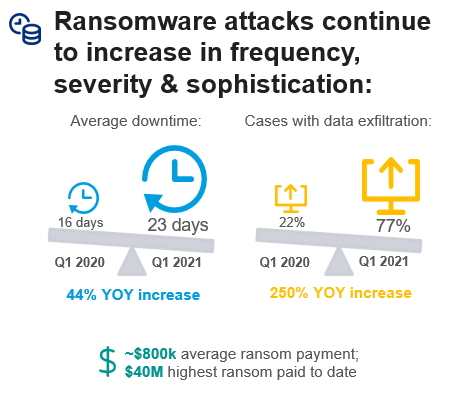 Ransomware attacks continue
to increase in frequency,
severity & sophistication:
Average downtime:
16 days
23 days
Q1 2020
Q1 2021
44% YOY increase
Cases with data exfiltration:
22%
77%
Q1 2020
Q1 2021
250% YOY increase
$
~$800k average ransom payment;
$40M highest ransom paid to date